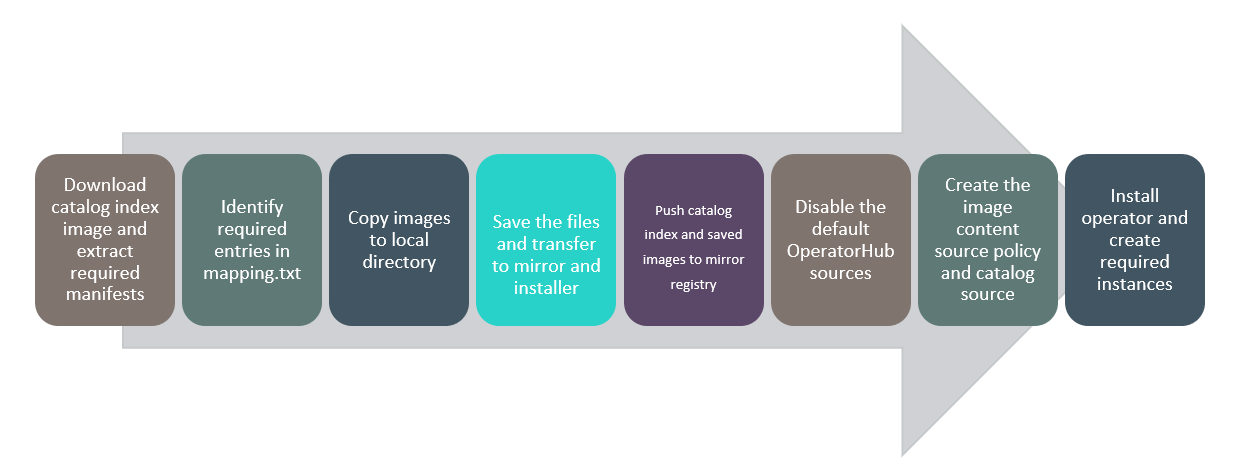 Download
catalog index
image and
extract
required
manifests
Identify
required
entries in
mapping.txt
Copy images
to local
directory
Save the files
and transfer
to mirror and
installer
Push catalog
index and saved
images to mirror
registry
Disable the
default
OperatorHub
sources
Create the
image
content
source policy
and catalog
source
Install
operator and
create
required
instances